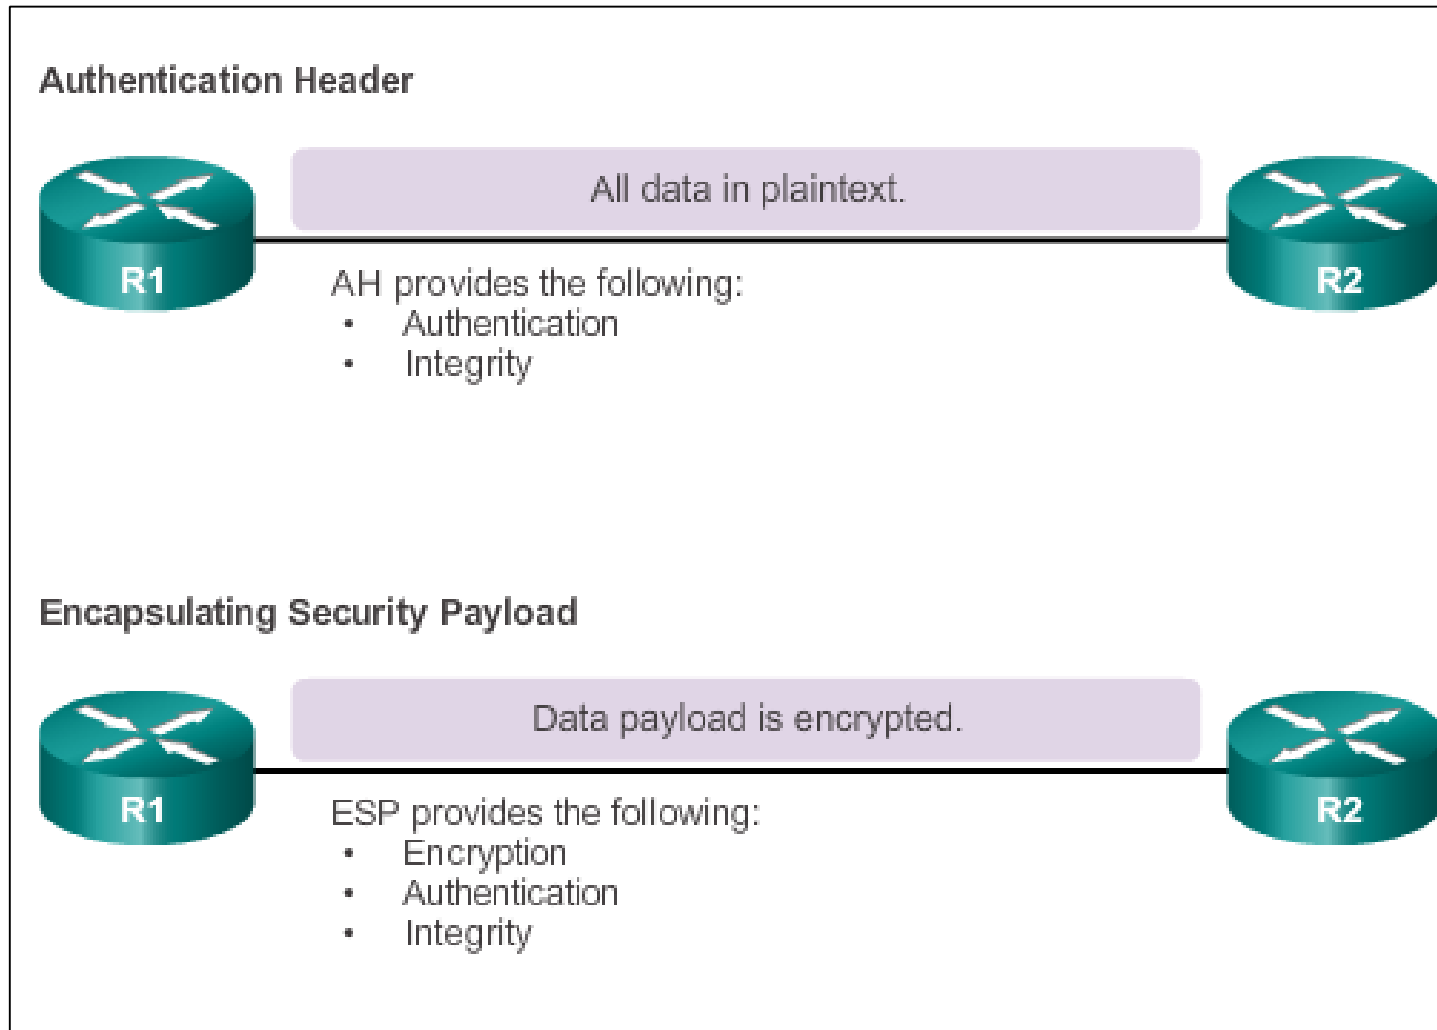 Authentication Header
All data in plaintext.
R1
R2
AH provides the following:
• Authentication
• Integrity
Encapsulating Security Payload
Data payload is encrypted.
R1
R2
ESP provides the following:
• Encryption
• Authentication
• Integrity